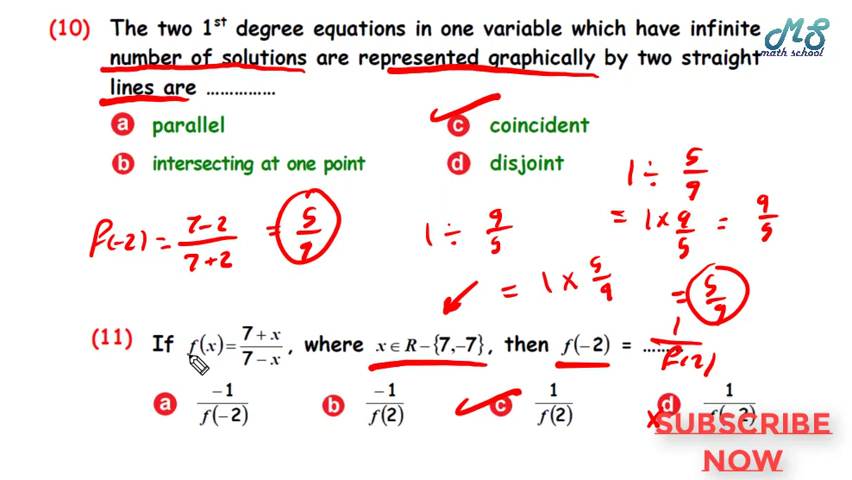 (10) The two 1st degree equations in one variable which have infinite
number of solutions are represented graphically by two straight
lines are ...............
MS
math school
a parallel
c coincident
b intersecting at one point
d disjoint
f(-2) = 7-2 / 7+2 = 5/9
1 ÷ 9/5
= 1 × 5/9
= 5/9
1 ÷ 5/9
= 1 × 9/5 = 9/5
(11) If f(x) = 7 + x / 7 - x , where x ∈ R - {7, -7}, then f(-2) = ........
1 / f(2)
a -1 / f(-2)
b -1 / f(2)
c 1 / f(2)
x d 1 / f(-2)
SUBSCRIBE
NOW